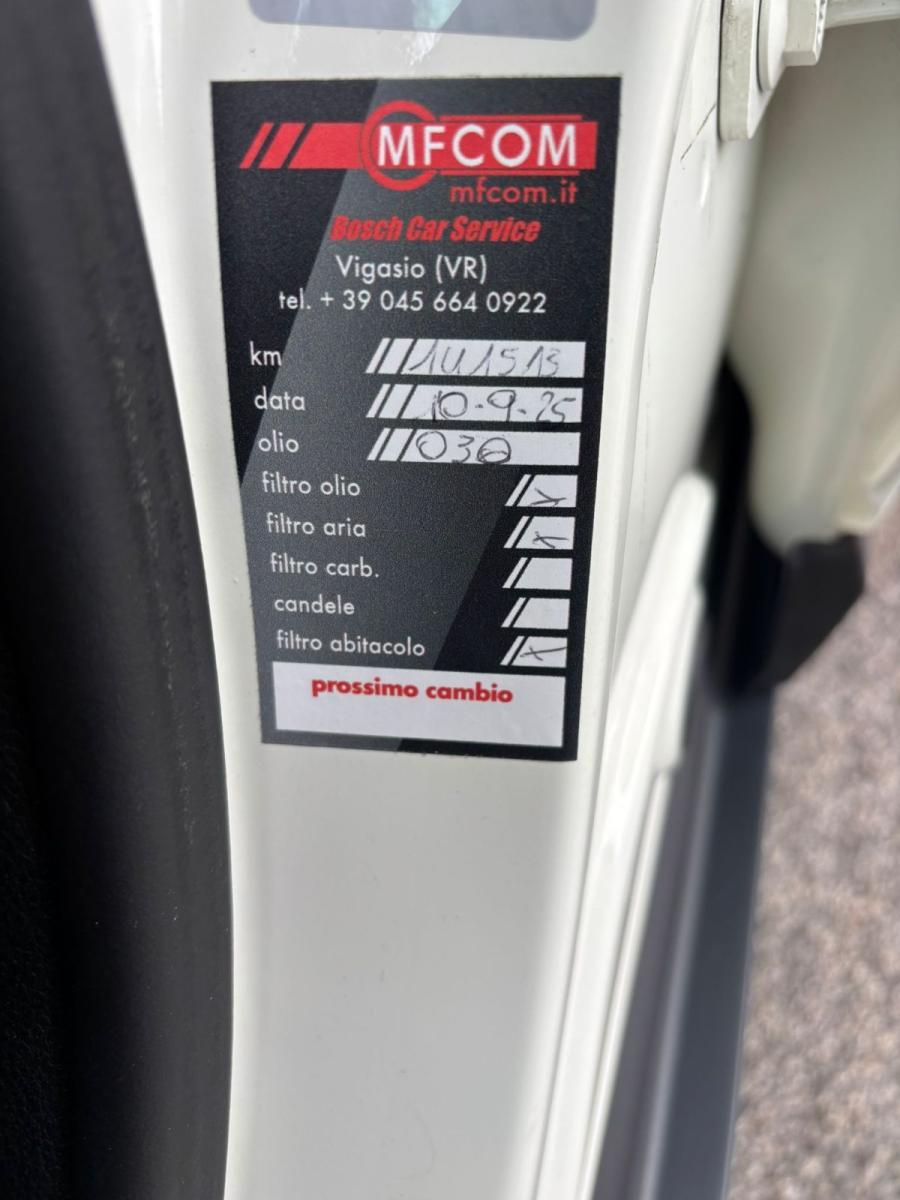 MFCOM
mfcom.it
Bosch Car Service
Vigasio (VR)
tel. + 39 045 664 0922
km 141513
data 10-9-25
olio 030
filtro olio x
filtro aria x
filtro carb.
candele
filtro abitacolo x
prossimo cambio